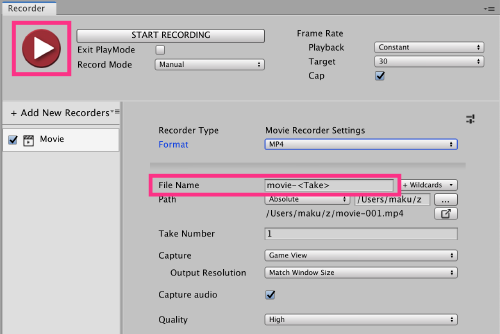 Recorder
START RECORDING
Exit PlayMode
Record Mode Manual
Frame Rate
Playback Constant
Target 30
Cap
+ Add New Recorders
Movie
Recorder Type Movie Recorder Settings
Format MP4
File Name movie-<Take> + Wildcards
Path Absolute /Users/maku/z ...
/Users/maku/z/movie-001.mp4
Take Number 1
Capture Game View
Output Resolution Match Window Size
Capture audio
Quality High